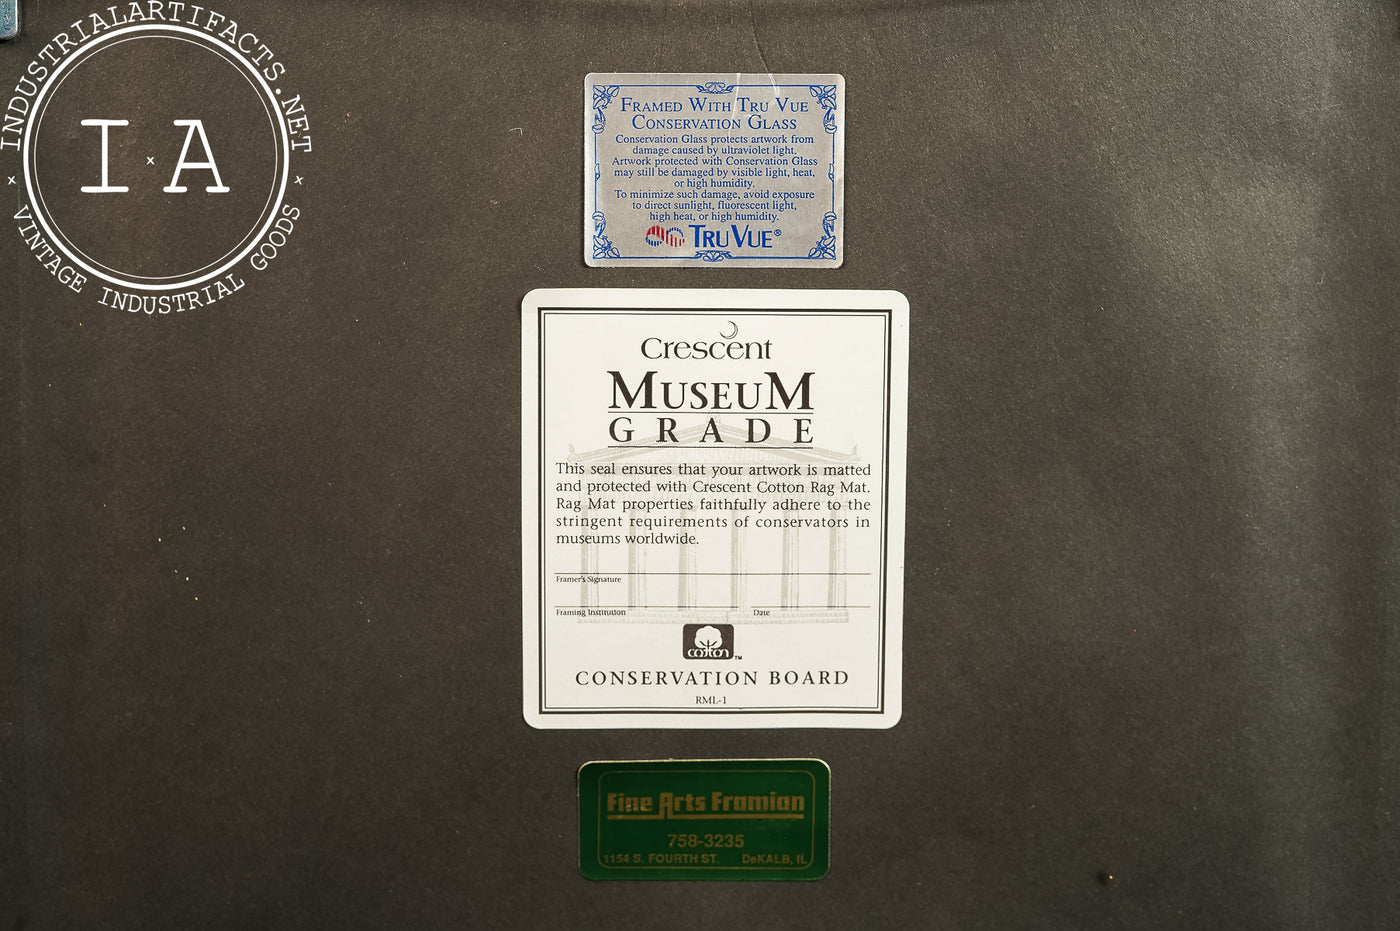 INDUSTRIALARTIFACTS.NET
I x A
x x
VINTAGE INDUSTRIAL GOODS
FRAMED WITH TRU VUE
CONSERVATION GLASS
Conservation Glass protects artwork from
damage caused by ultraviolet light.
Artwork protected with Conservation Glass
may still be damaged by visible light, heat,
or high humidity.
To minimize such damage, avoid exposure
to direct sunlight, fluorescent light,
high heat, or high humidity.
TRU VUE®
Crescent
MUSEUM
GRADE
This seal ensures that your artwork is matted
and protected with Crescent Cotton Rag Mat.
Rag Mat properties faithfully adhere to the
stringent requirements of conservators in
museums worldwide.
Framer's Signature
Framing Institution Date
cotton™
CONSERVATION BOARD
RML-1
Fine Arts Framian
758-3235
1154 S. FOURTH ST. DeKALB, IL